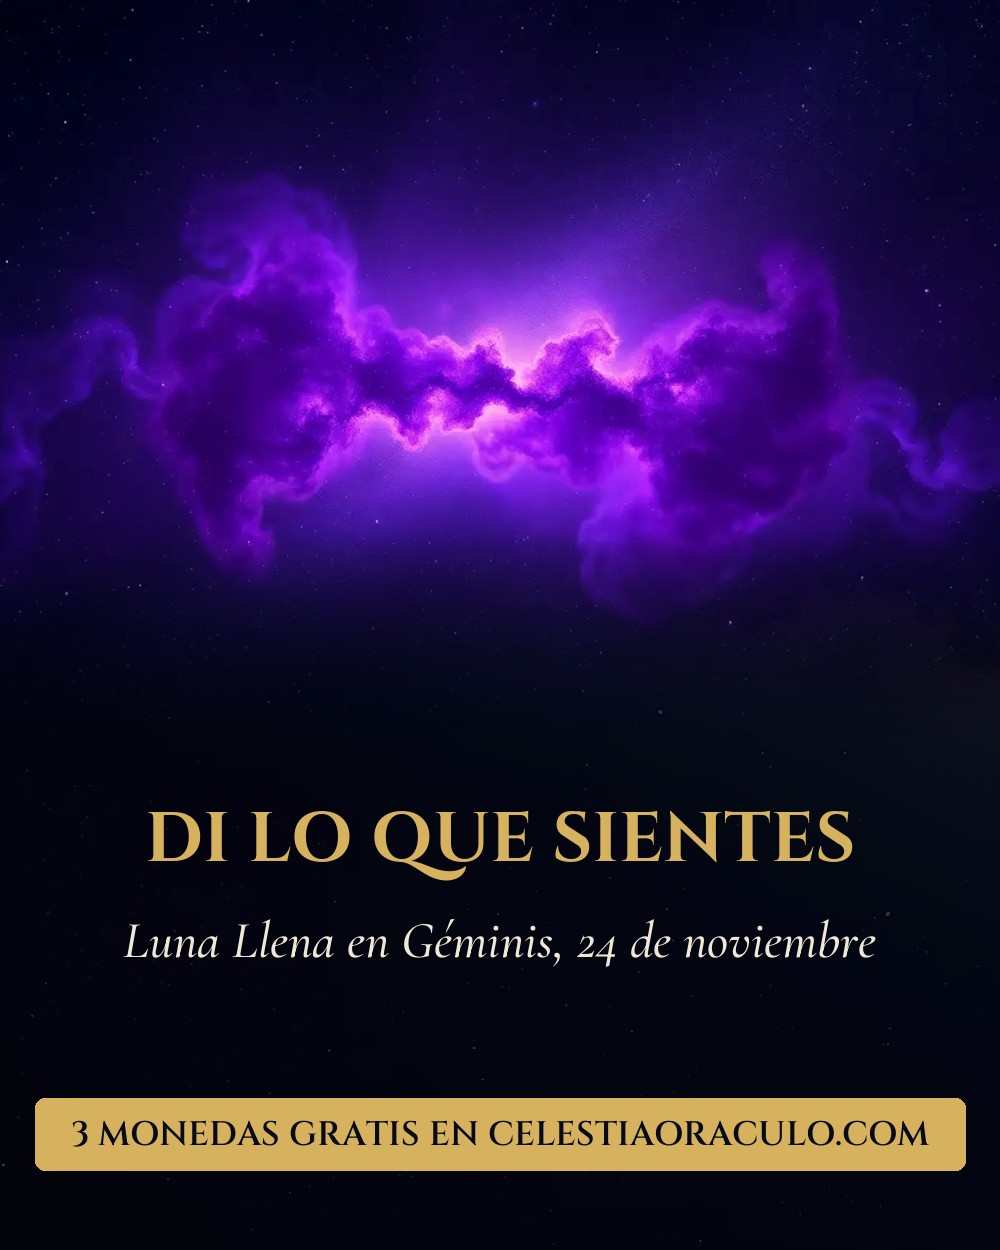 DI LO QUE SIENTES
Luna Llena en Géminis, 24 de noviembre
3 MONEDAS GRATIS EN CELESTIAORACULO.COM